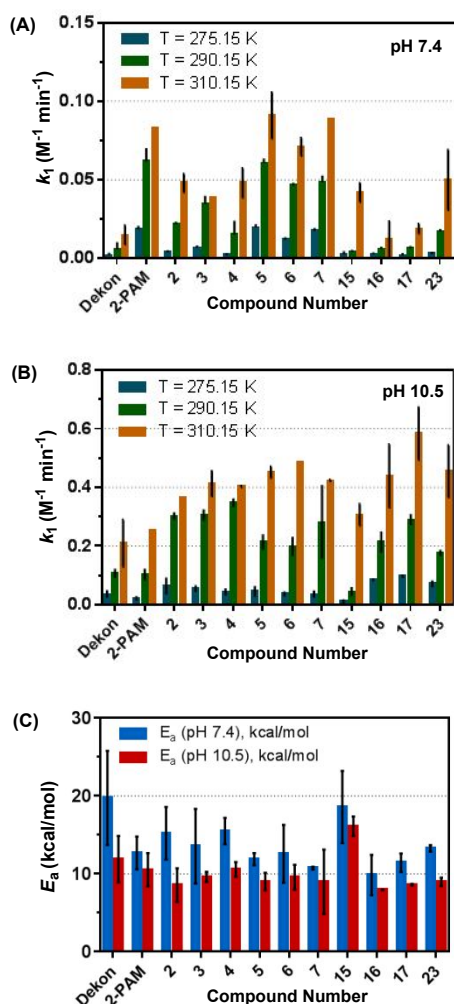 (A)
T = 275.15 K
T = 290.15 K
T = 310.15 K
pH 7.4
k₁ (M⁻¹ min⁻¹)
0.15
0.10
0.05
0.00
Dekon 2-PAM 2 3 4 5 6 7 15 16 17 23
Compound Number
(B)
T = 275.15 K
T = 290.15 K
T = 310.15 K
pH 10.5
k₁ (M⁻¹ min⁻¹)
0.8
0.6
0.4
0.2
0.0
Dekon 2-PAM 2 3 4 5 6 7 15 16 17 23
Compound Number
(C)
Eₐ (pH 7.4), kcal/mol
Eₐ (pH 10.5), kcal/mol
Eₐ (kcal/mol)
30
20
10
0
Dekon 2-PAM 2 3 4 5 6 7 15 16 17 23
Compound Number